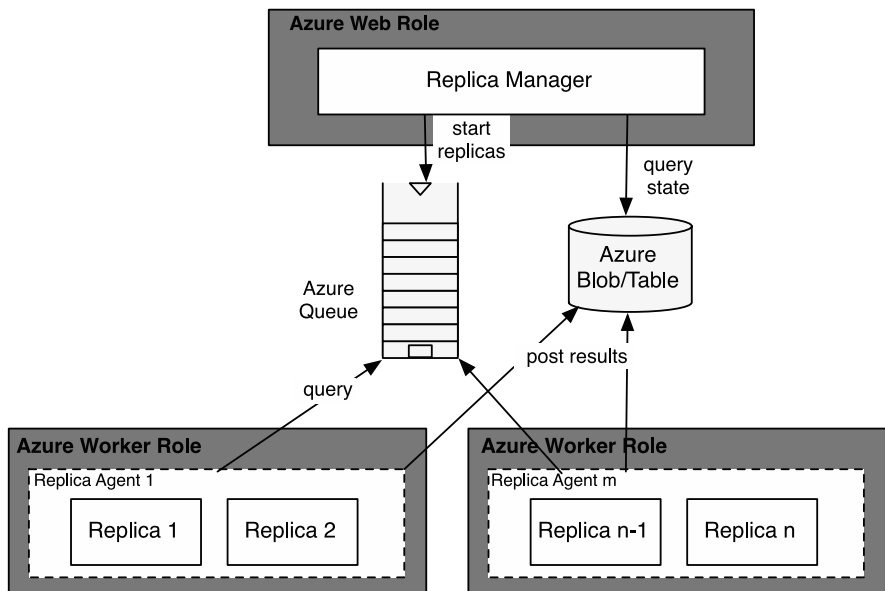 Azure Web Role
Replica Manager
start
replicas
query
state
Azure
Queue
Azure
Blob/Table
query
post results
Azure Worker Role
Replica Agent 1
Replica 1
Replica 2
Azure Worker Role
Replica Agent m
Replica n-1
Replica n